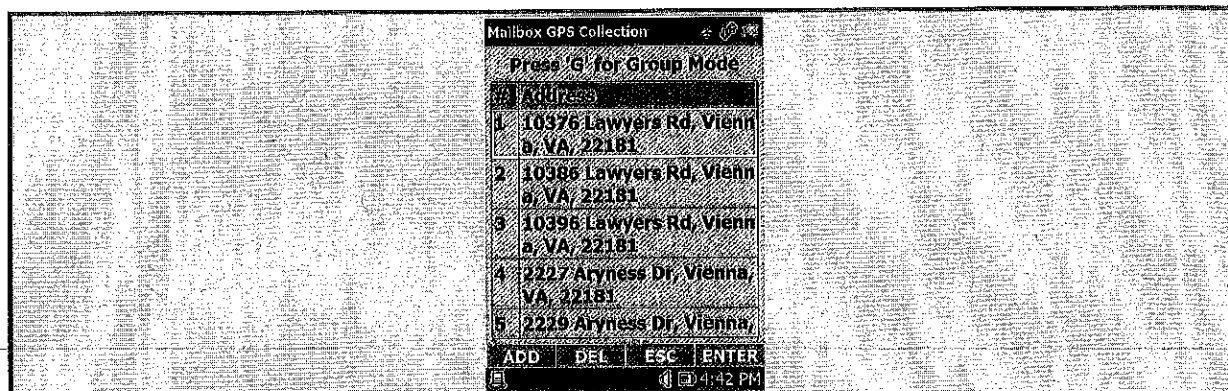 Mailbox GPS Collection
Press 'G' for Group Mode
# Address
1 10376 Lawyers Rd, Vienn
a, VA, 22181
2 10386 Lawyers Rd, Vienn
a, VA, 22181
3 10396 Lawyers Rd, Vienn
a, VA, 22181
4 2227 Aryness Dr, Vienna,
VA, 22181
5 2229 Aryness Dr, Vienna,
ADD DEL ESC ENTER
4:42 PM